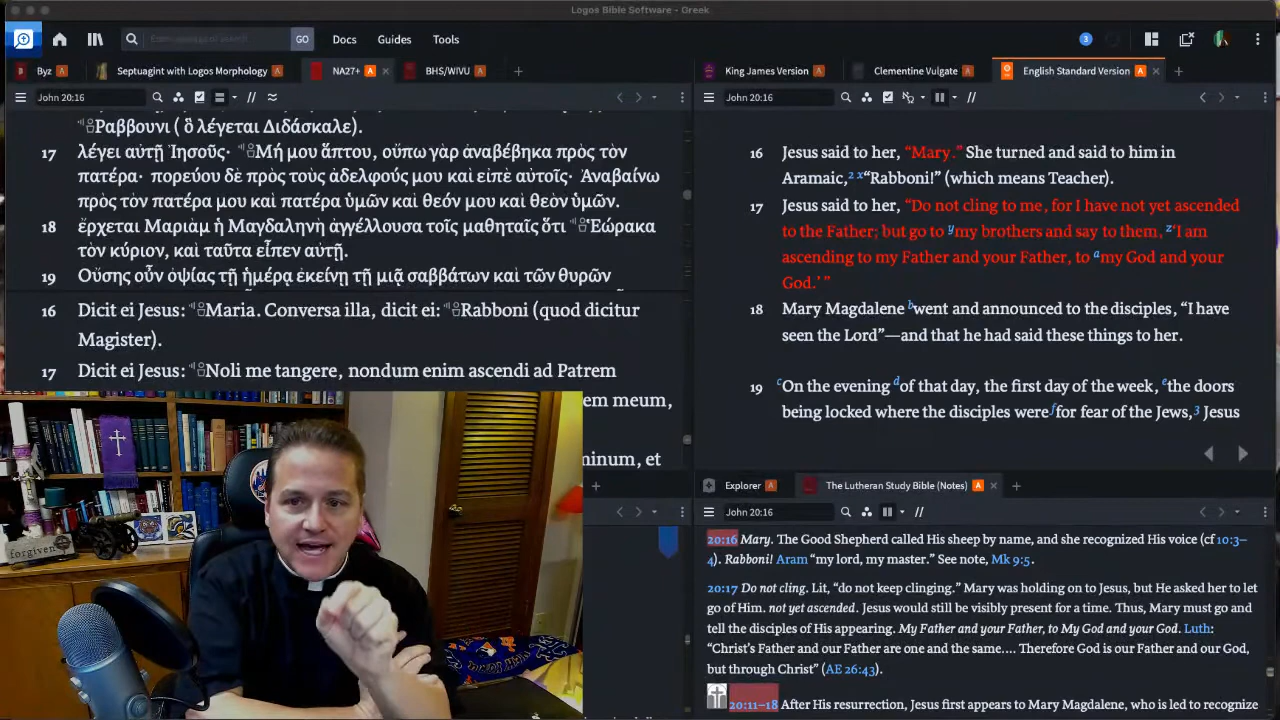 Logos Bible Software - Greek
GO
Docs
Guides
Tools
3
Byz A
Septuagint with Logos Morphology A
NA27+ A
BHS/WIVU A
King James Version A
Clementine Vulgate A
English Standard Version A
John 20:16
John 20:16
Ραββουνι ( ὃ λέγεται Διδάσκαλε).
17 λέγει αὐτῇ Ἰησοῦς· Μή μου ἅπτου, οὔπω γὰρ ἀναβέβηκα πρὸς τὸν
πατέρα· πορεύου δὲ πρὸς τοὺς ἀδελφούς μου καὶ εἰπὲ αὐτοῖς· Ἀναβαίνω
πρὸς τὸν πατέρα μου καὶ πατέρα ὑμῶν καὶ θεόν μου καὶ θεὸν ὑμῶν.
18 ἔρχεται Μαριὰμ ἡ Μαγδαληνὴ ἀγγέλλουσα τοῖς μαθηταῖς ὅτι Ἑώρακα
τὸν κύριον, καὶ ταῦτα εἶπεν αὐτῇ.
19 Οὔσης οὖν ὀψίας τῇ ἡμέρᾳ ἐκείνῃ τῇ μιᾷ σαββάτων καὶ τῶν θυρῶν
16 Dicit ei Jesus: Maria. Conversa illa, dicit ei: Rabboni (quod dicitur
Magister).
17 Dicit ei Jesus: Noli me tangere, nondum enim ascendi ad Patrem
em meum,
minum, et
16 Jesus said to her, “Mary.” She turned and said to him in
Aramaic,2 x“Rabboni!” (which means Teacher).
17 Jesus said to her, “Do not cling to me, for I have not yet ascended
to the Father; but go to ymy brothers and say to them, z‘I am
ascending to my Father and your Father, to amy God and your
God.’ ”
18 Mary Magdalene bwent and announced to the disciples, “I have
seen the Lord”—and that he had said these things to her.
19 cOn the evening dof that day, the first day of the week, ethe doors
being locked where the disciples were ffor fear of the Jews,3 Jesus
Explorer A
The Lutheran Study Bible (Notes) A
John 20:16
20:16 Mary. The Good Shepherd called His sheep by name, and she recognized His voice (cf 10:3–
4). Rabboni! Aram “my lord, my master.” See note, Mk 9:5.
20:17 Do not cling. Lit, “do not keep clinging.” Mary was holding on to Jesus, but He asked her to let
go of Him. not yet ascended. Jesus would still be visibly present for a time. Thus, Mary must go and
tell the disciples of His appearing. My Father and your Father, to My God and your God. Luth:
“Christ’s Father and our Father are one and the same.… Therefore God is our Father and our God,
but through Christ” (AE 26:43).
20:11–18 After His resurrection, Jesus first appears to Mary Magdalene, who is led to recognize
forgiven